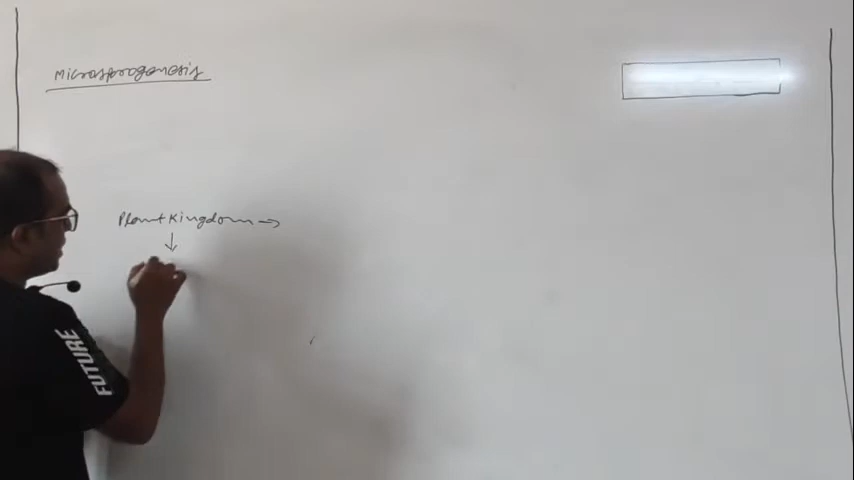 Microsporogenesis
Plant Kingdom →
↓
FUTURE